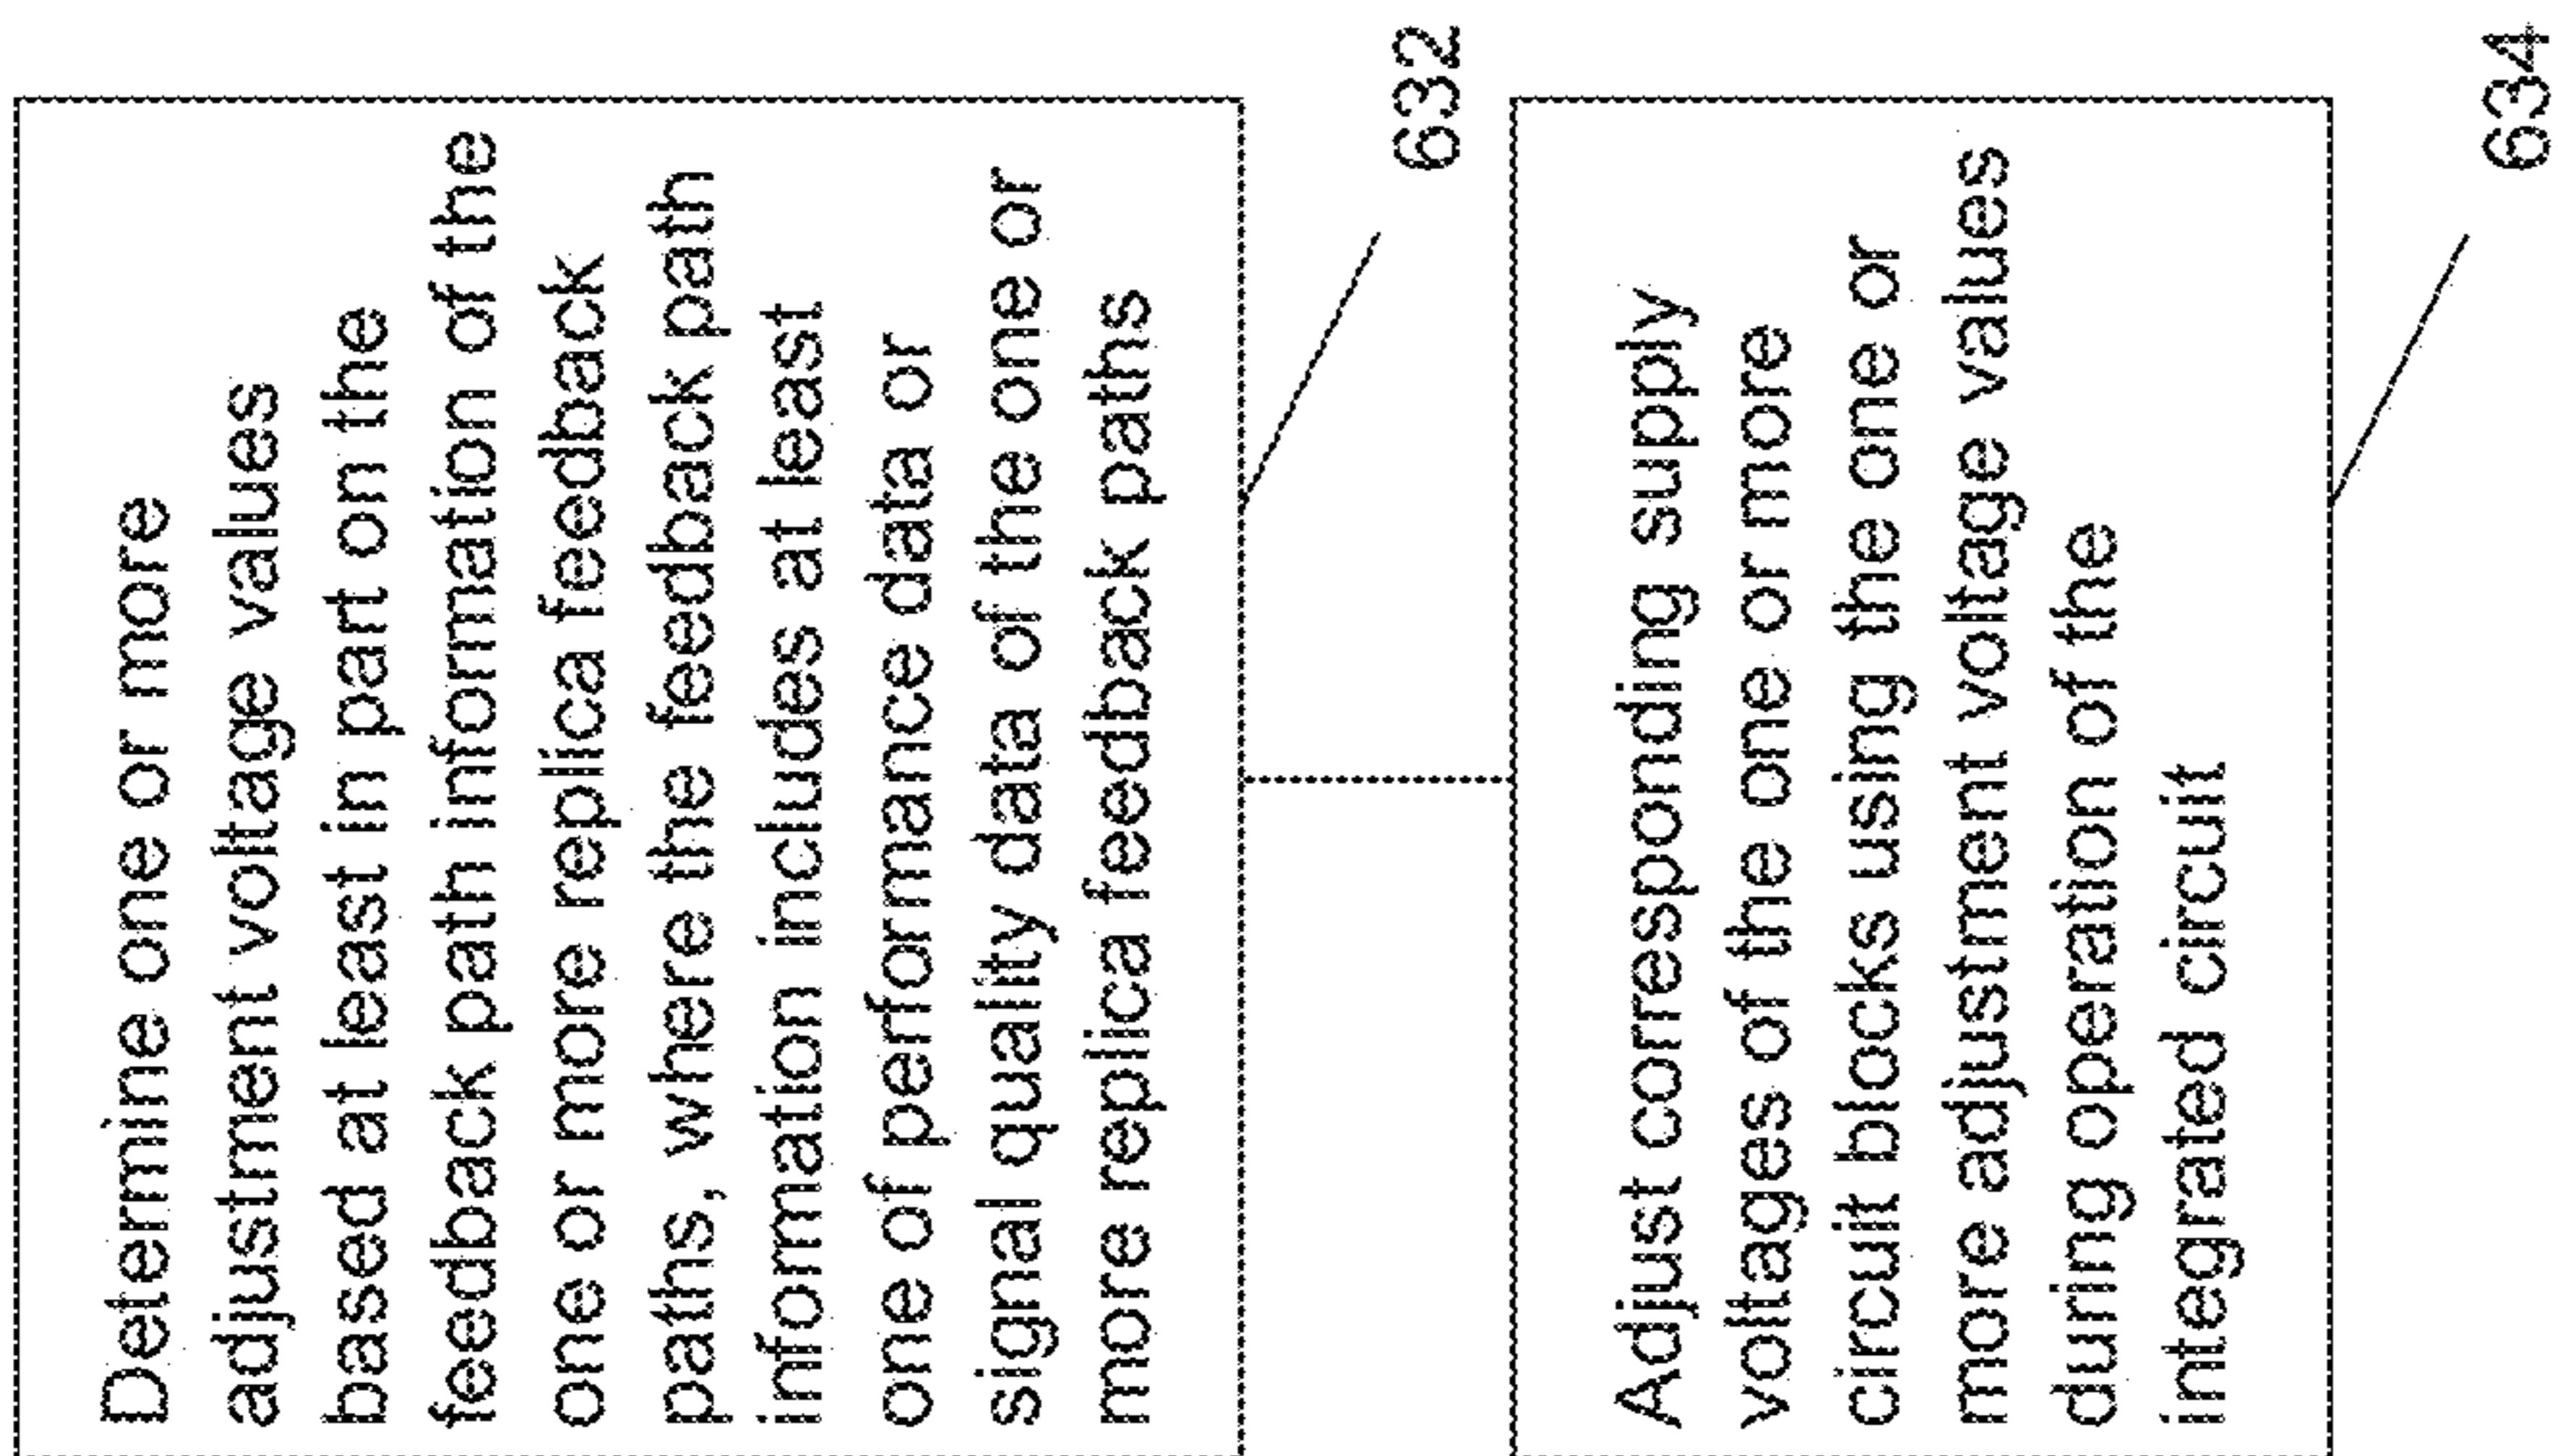 Determine one or more
adjustment voltage values
based at least in part on the
feedback path information of the
one or more replica feedback
paths, where the feedback path
information includes at least
one of performance data or
signal quality data of the one or
more replica feedback paths
632
Adjust corresponding supply
voltages of the one or more
circuit blocks using the one or
more adjustment voltage values
during operation of the
integrated circuit
634